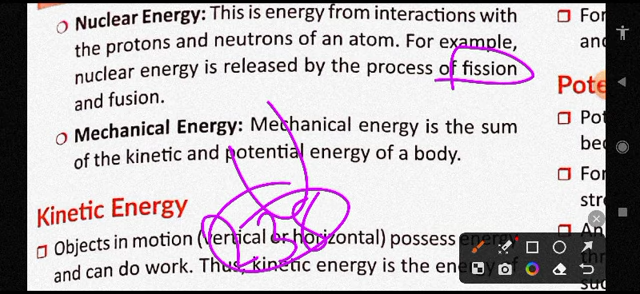 Nuclear Energy: This is energy from interactions with
the protons and neutrons of an atom. For example,
nuclear energy is released by the process of fission
and fusion.
Mechanical Energy: Mechanical energy is the sum
of the kinetic and potential energy of a body.
Kinetic Energy
Objects in motion (vertical or horizontal) possess energy
and can do work. Thus, kinetic energy is the energy of
For
and
Pote
Pot
bec
For
str
An